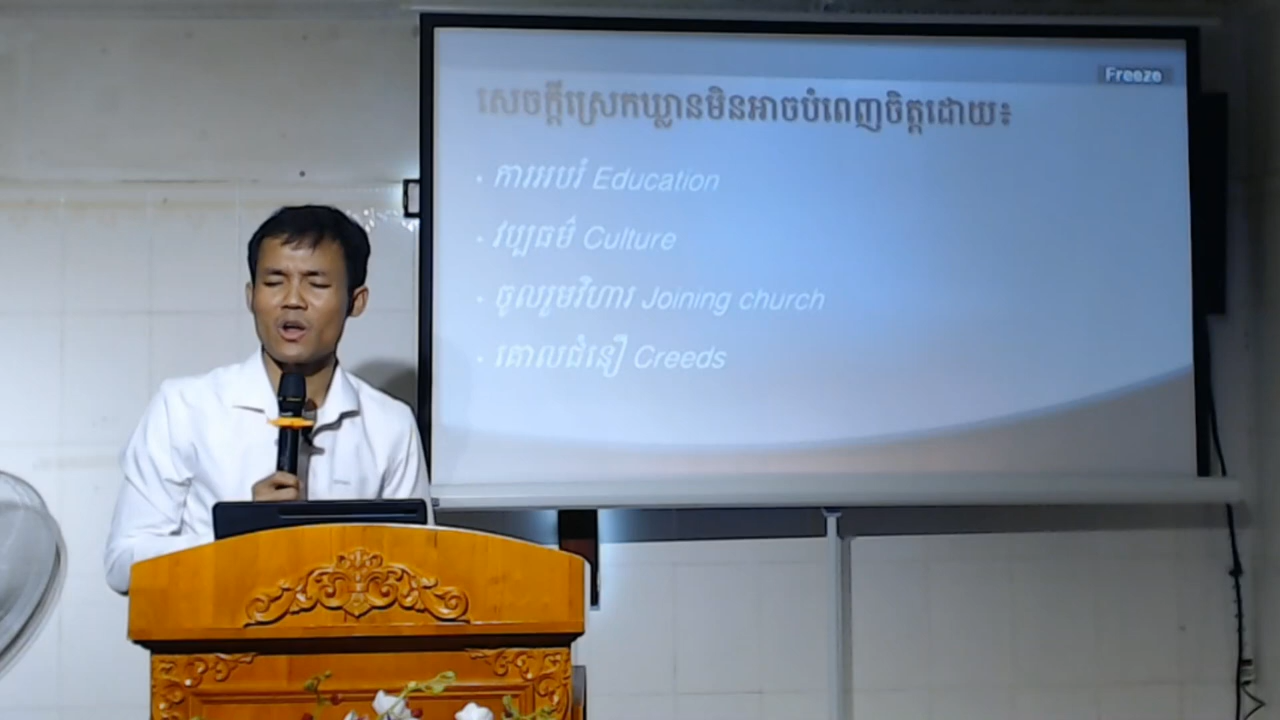 Freeze
សេចក្ដីស្រេកឃ្លានមិនអាចបំពេញចិត្តដោយ៖
• ការអប់រំ Education
• វប្បធម៌ Culture
• ចូលរួមវិហារ Joining church
• គោលជំនឿ Creeds